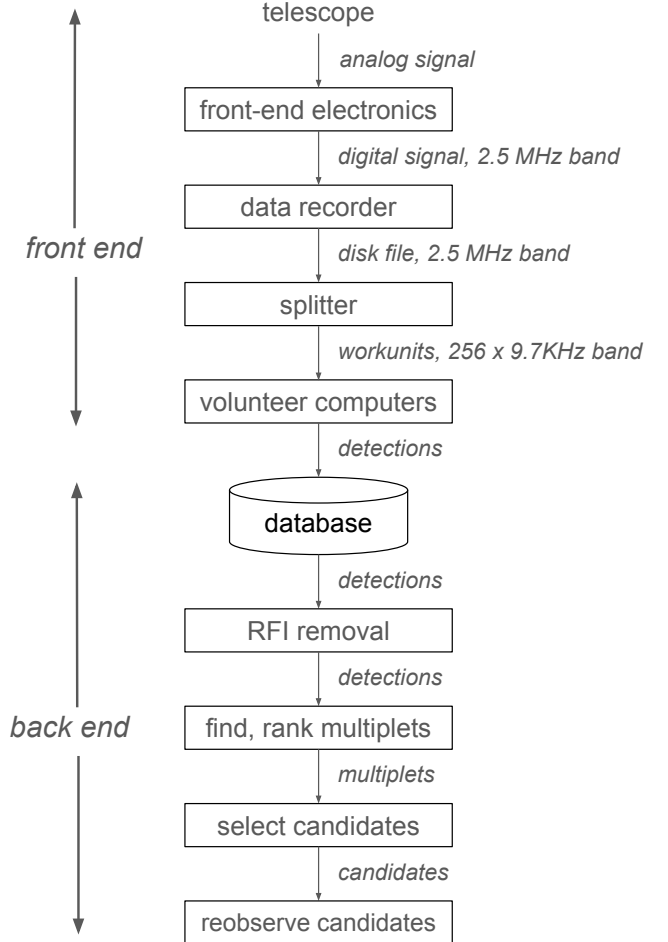 telescope
analog signal
front-end electronics
digital signal, 2.5 MHz band
data recorder
front end
disk file, 2.5 MHz band
splitter
workunits, 256 x 9.7KHz band
volunteer computers
detections
database
detections
RFI removal
detections
back end
find, rank multiplets
multiplets
select candidates
candidates
reobserve candidates